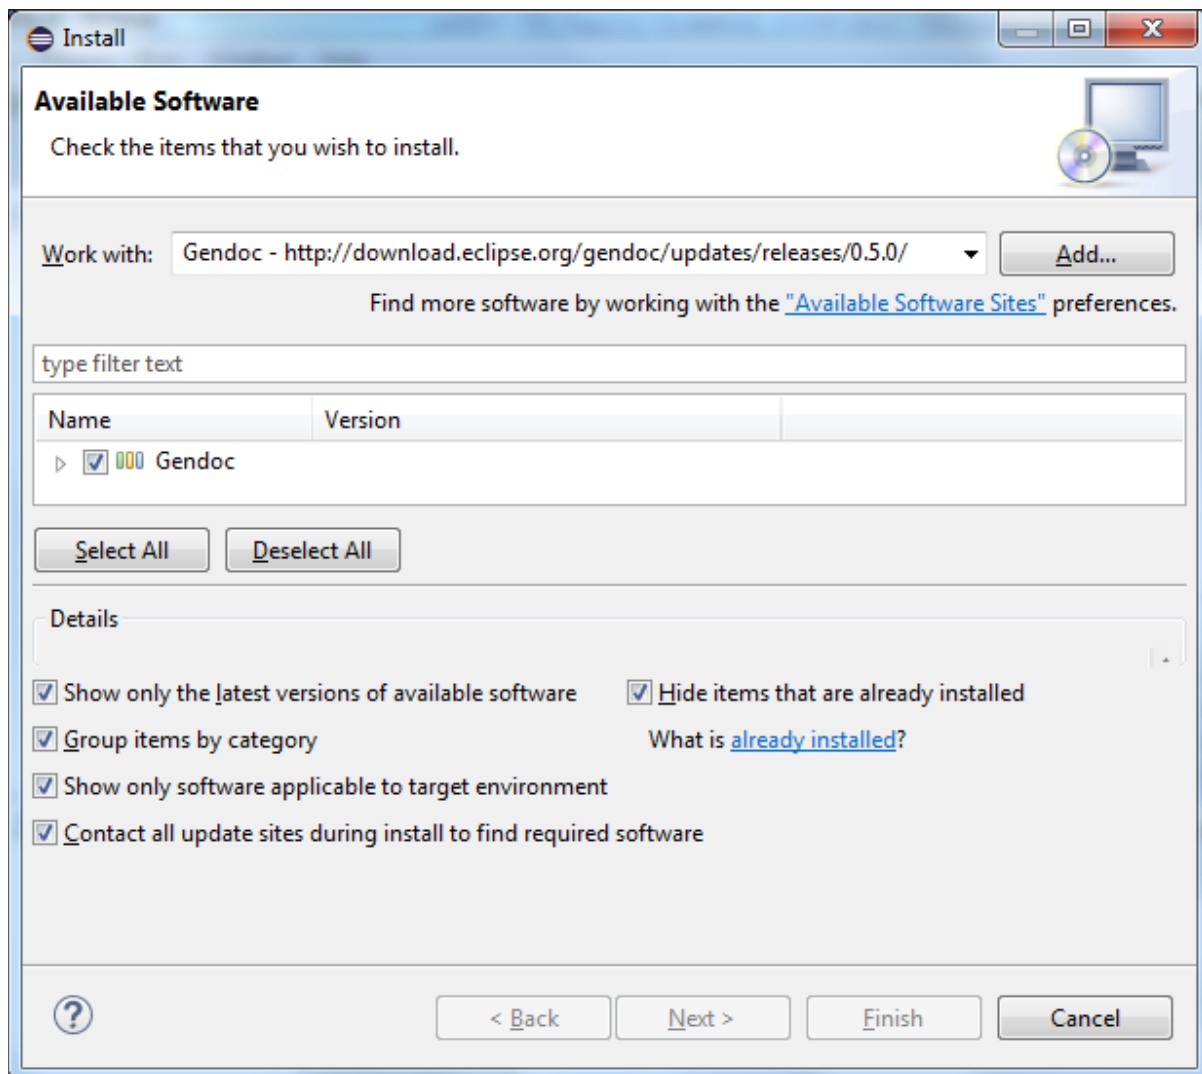 Install
Available Software
Check the items that you wish to install.
Work with: Gendoc - http://download.eclipse.org/gendoc/updates/releases/0.5.0/ Add...
Find more software by working with the "Available Software Sites" preferences.
type filter text
Name Version
Gendoc
Select All Deselect All
Details
Show only the latest versions of available software Hide items that are already installed
Group items by category What is already installed?
Show only software applicable to target environment
Contact all update sites during install to find required software
? < Back Next > Finish Cancel